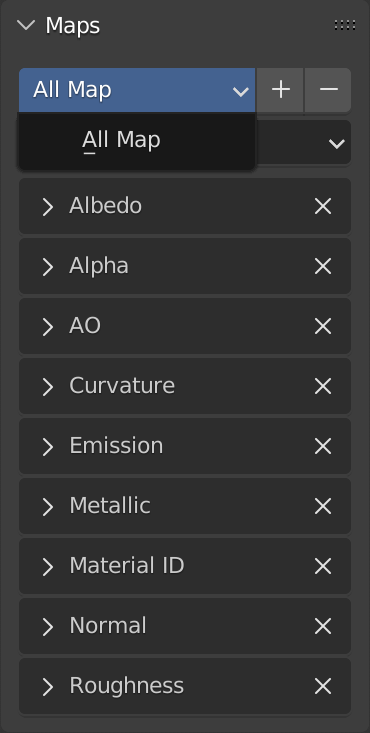 Maps
All Map
All Map
Albedo
Alpha
AO
Curvature
Emission
Metallic
Material ID
Normal
Roughness